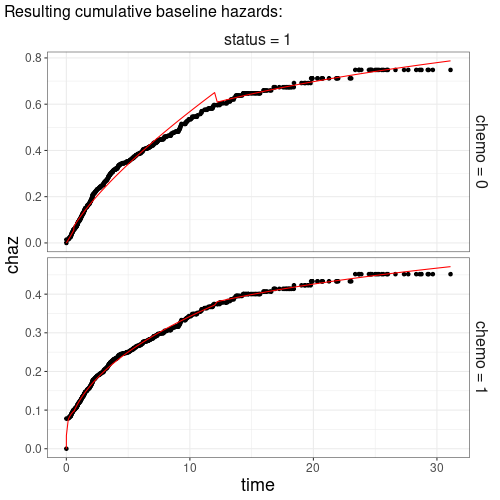 Resulting cumulative baseline hazards:
status = 1
0.8
0.6
0.4
0.2
0.0
chemo = 0
chaz
0.4
0.3
0.2
0.1
0.0
chemo = 1
0 10 20 30
time